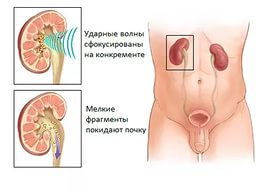 Ударные волны
сфокусированы
на конкременте
Мелкие
фрагменты
покидают почку